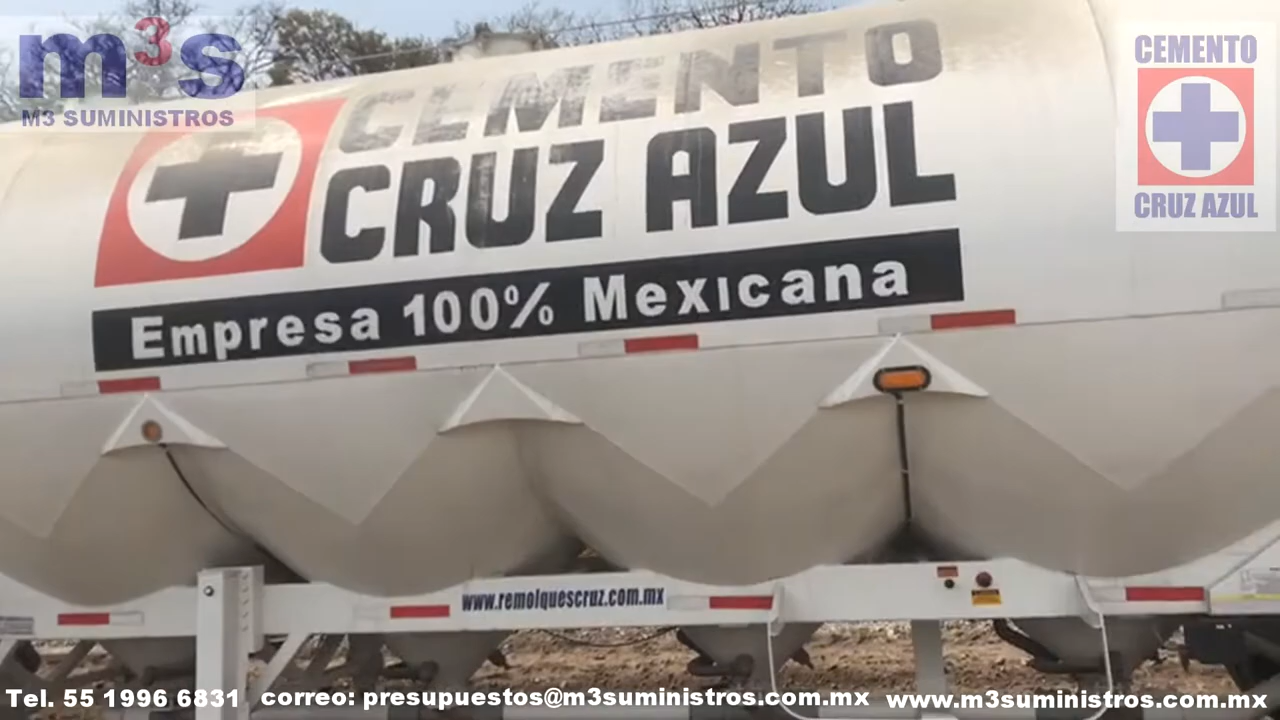 m3s
M3 SUMINISTROS
CEMENTO
CRUZ AZUL
CEMENTO
CRUZ AZUL
Empresa 100% Mexicana
www.remolquescruz.com.mx
Tel. 55 1996 6831
correo: presupuestos@m3suministros.com.mx
www.m3suministros.com.mx